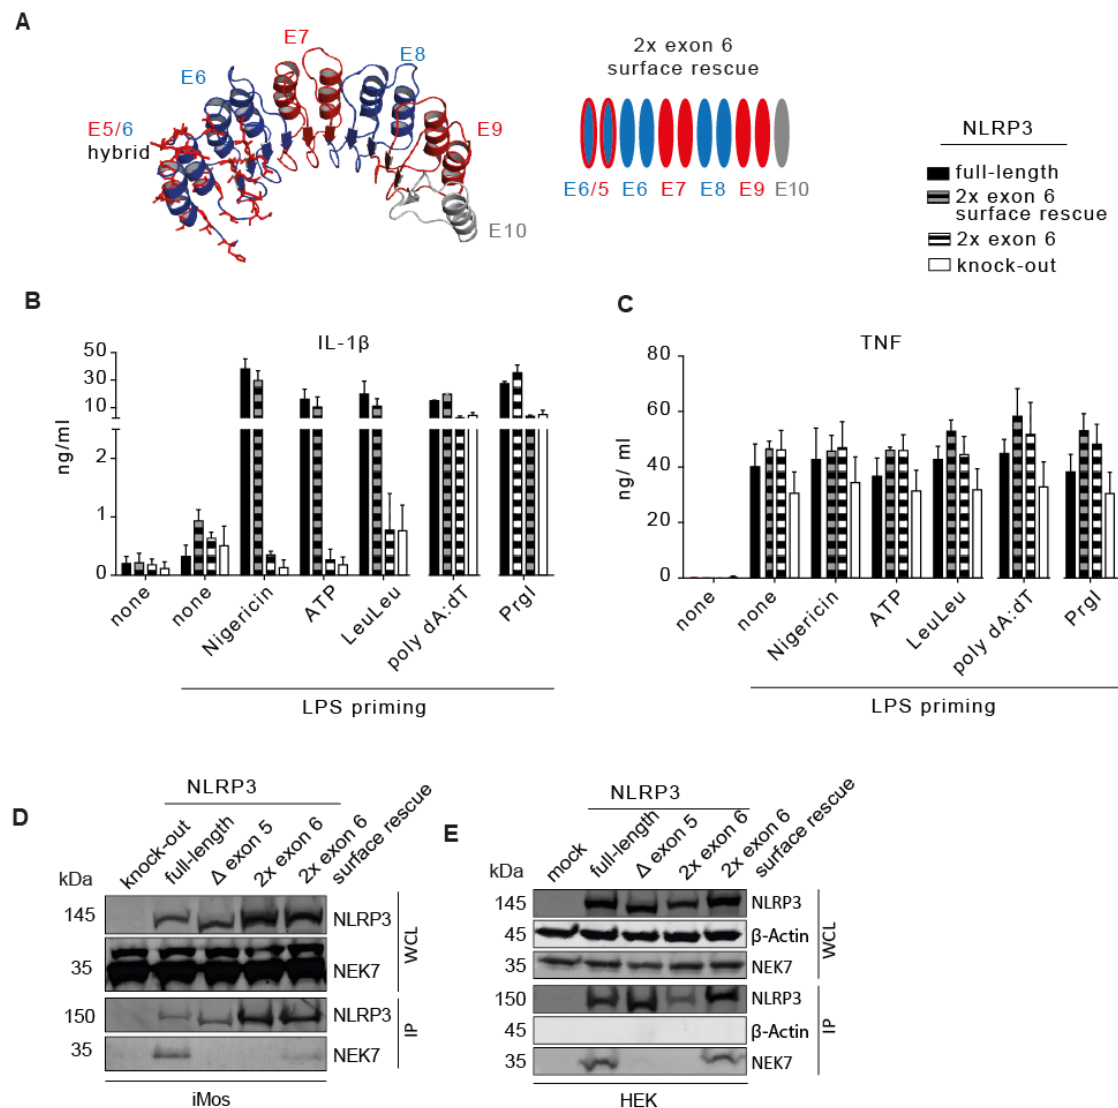 A
E7
E6
E8
E5/6
hybrid
E9
E10
2x exon 6
surface rescue
E6/5 E6 E7 E8 E9 E10
NLRP3
full-length
2x exon 6
surface rescue
2x exon 6
knock-out
B
IL-1β
ng/ml
50
30
10
2
1
0
none
none
Nigericin
ATP
LeuLeu
poly dA:dT
PrgI
LPS priming
C
TNF
ng/ ml
80
60
40
20
0
none
none
Nigericin
ATP
LeuLeu
poly dA:dT
PrgI
LPS priming
D
NLRP3
kDa
knock-out
full-length
Δ exon 5
2x exon 6
2x exon 6
surface rescue
145 NLRP3
35 NEK7
WCL
150 NLRP3
35 NEK7
IP
iMos
E
NLRP3
kDa
mock
full-length
Δ exon 5
2x exon 6
2x exon 6
surface rescue
145 NLRP3
45 β-Actin
35 NEK7
WCL
150 NLRP3
45 β-Actin
35 NEK7
IP
HEK